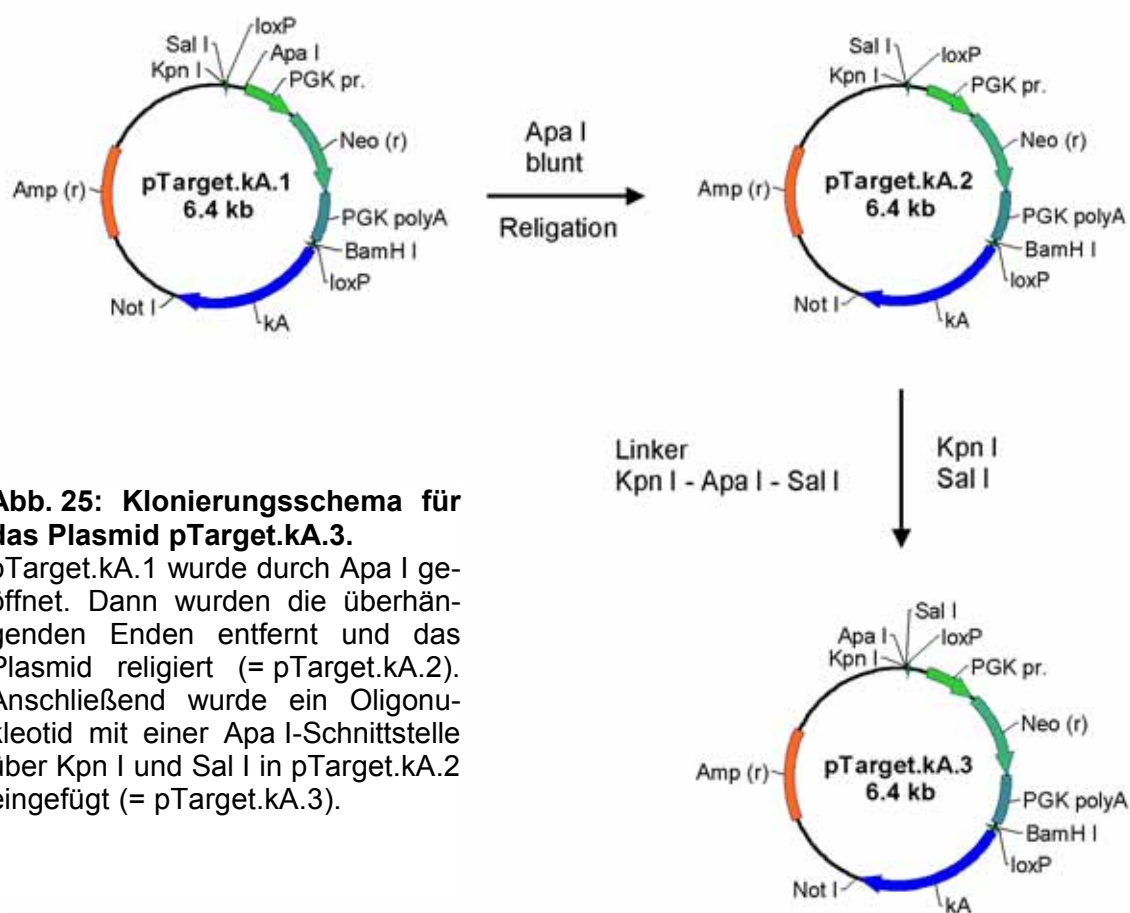 loxP
Sal I
Apa I
Kpn I
PGK pr.
Neo (r)
Amp (r)
pTarget.kA.1
6.4 kb
PGK polyA
BamH I
loxP
Not I
kA
Apa I
blunt
Religation
Sal I
loxP
Kpn I
PGK pr.
Neo (r)
Amp (r)
pTarget.kA.2
6.4 kb
PGK polyA
BamH I
loxP
Not I
kA
Linker
Kpn I - Apa I - Sal I
Kpn I
Sal I
Abb. 25: Klonierungsschema für
das Plasmid pTarget.kA.3.
pTarget.kA.1 wurde durch Apa I ge-
öffnet. Dann wurden die überhän-
genden Enden entfernt und das
Plasmid religiert (= pTarget.kA.2).
Anschließend wurde ein Oligonu-
kleotid mit einer Apa I-Schnittstelle
über Kpn I und Sal I in pTarget.kA.2
eingefügt (= pTarget.kA.3).
Sal I
Apa I
loxP
Kpn I
PGK pr.
Neo (r)
Amp (r)
pTarget.kA.3
6.4 kb
PGK polyA
BamH I
loxP
Not I
kA